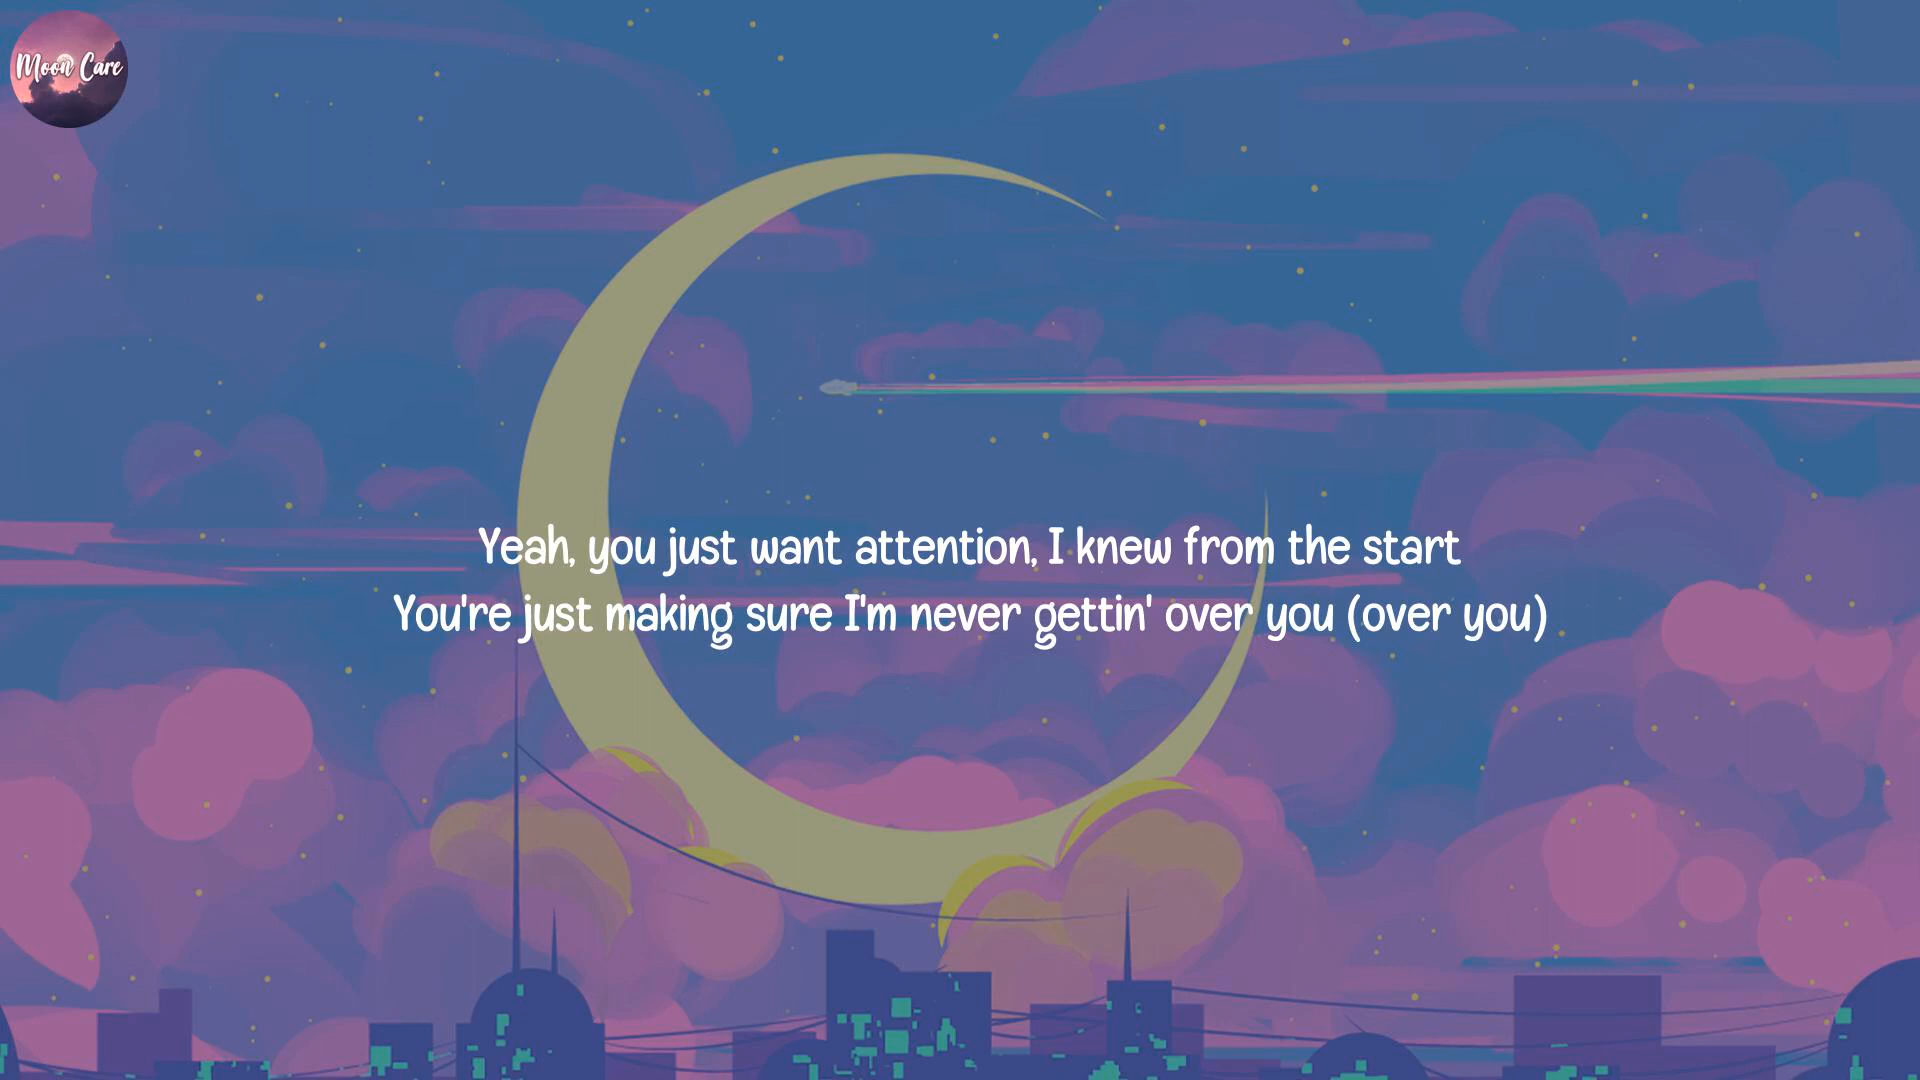 Moon Care
Yeah, you just want attention, I knew from the start
You're just making sure I'm never gettin' over you (over you)